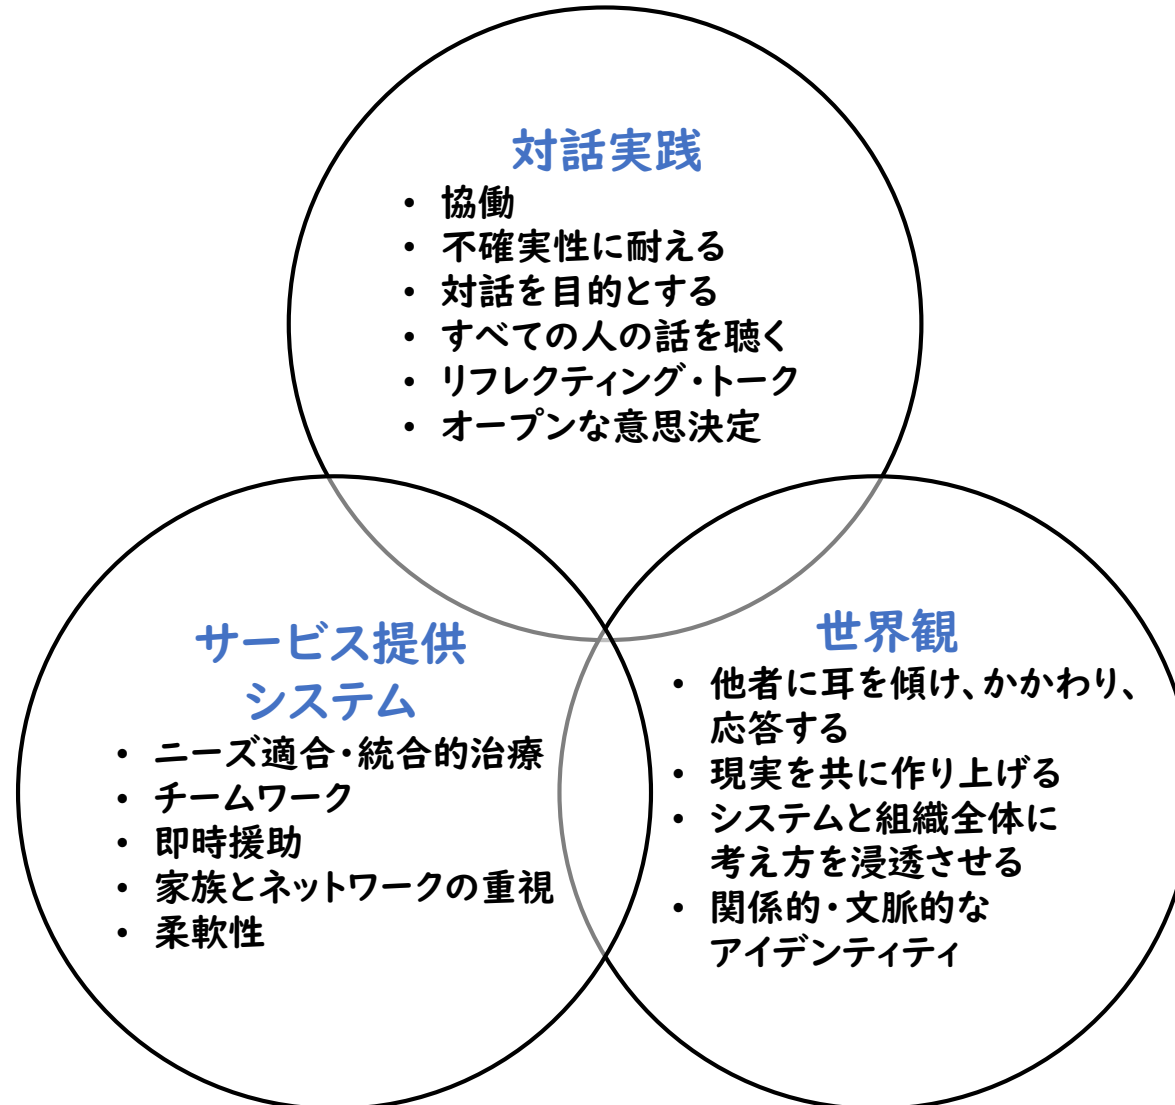 対話実践
• 協働
• 不確実性に耐える
• 対話を目的とする
• すべての人の話を聴く
• リフレクティング・トーク
• オープンな意思決定
サービス提供
システム
• ニーズ適合・統合的治療
• チームワーク
• 即時援助
• 家族とネットワークの重視
• 柔軟性
世界観
• 他者に耳を傾け、かかわり、
応答する
• 現実を共に作り上げる
• システムと組織全体に
考え方を浸透させる
• 関係的・文脈的な
アイデンティティ